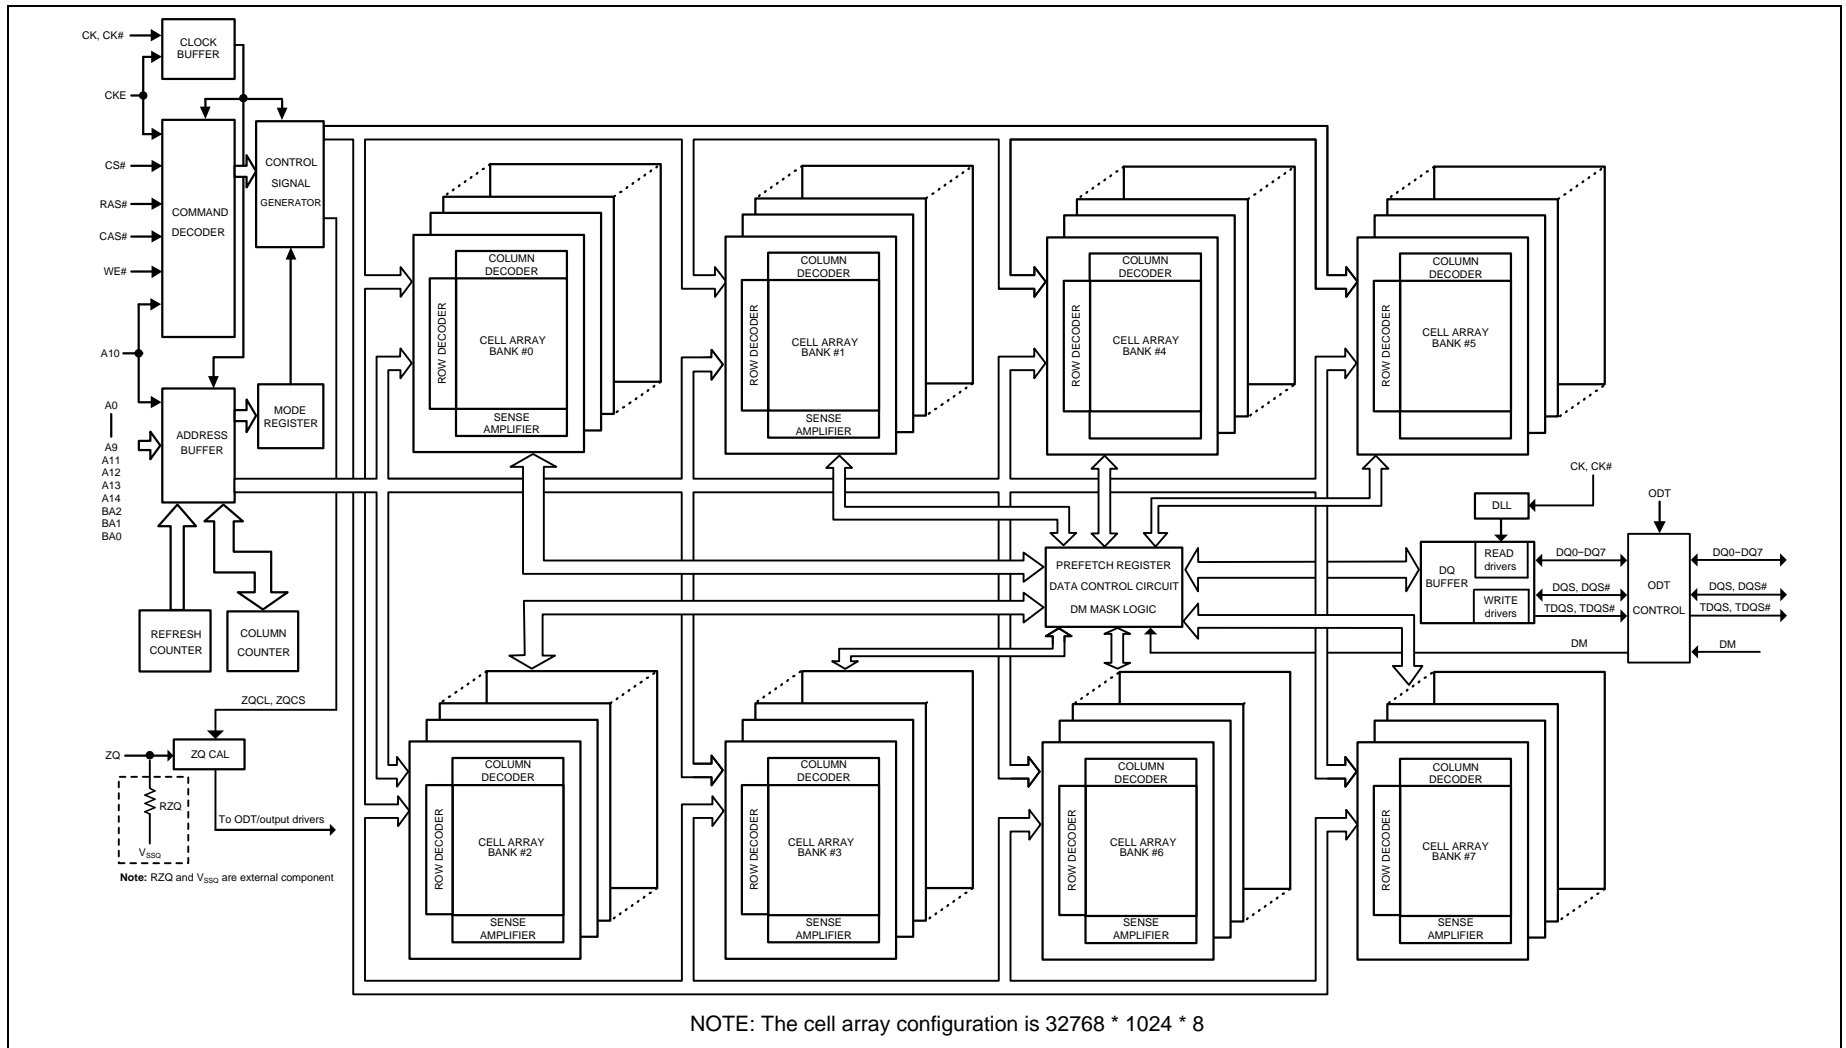 CK, CK#
CLOCK
BUFFER
CKE
CS#
RAS#
CAS#
WE#
COMMAND
DECODER
CONTROL
SIGNAL
GENERATOR
A10
A0
A9
A11
A12
A13
A14
BA2
BA1
BA0
ADDRESS
BUFFER
MODE
REGISTER
REFRESH
COUNTER
COLUMN
COUNTER
ZQCL, ZQCS
ZQ
ZQ CAL
RZQ
VSSQ
To ODT/output drivers
Note: RZQ and VSSQ are external component
COLUMN
DECODER
ROW DECODER
CELL ARRAY
BANK #0
SENSE
AMPLIFIER
COLUMN
DECODER
ROW DECODER
CELL ARRAY
BANK #1
SENSE
AMPLIFIER
COLUMN
DECODER
ROW DECODER
CELL ARRAY
BANK #4
COLUMN
DECODER
ROW DECODER
CELL ARRAY
BANK #5
PREFETCH REGISTER
DATA CONTROL CIRCUIT
DM MASK LOGIC
CK, CK#
DLL
ODT
DQ
BUFFER
READ
drivers
WRITE
drivers
DQ0~DQ7
DQS, DQS#
TDQS, TDQS#
DM
ODT
CONTROL
DQ0~DQ7
DQS, DQS#
TDQS, TDQS#
DM
COLUMN
DECODER
ROW DECODER
CELL ARRAY
BANK #2
SENSE
AMPLIFIER
COLUMN
DECODER
ROW DECODER
CELL ARRAY
BANK #3
SENSE
AMPLIFIER
COLUMN
DECODER
ROW DECODER
CELL ARRAY
BANK #6
SENSE
AMPLIFIER
COLUMN
DECODER
ROW DECODER
CELL ARRAY
BANK #7
SENSE
AMPLIFIER
NOTE: The cell array configuration is 32768 * 1024 * 8